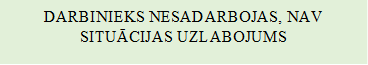 DARBINIEKS NESADARBOJAS, NAV
SITUĀCIJAS UZLABOJUMS